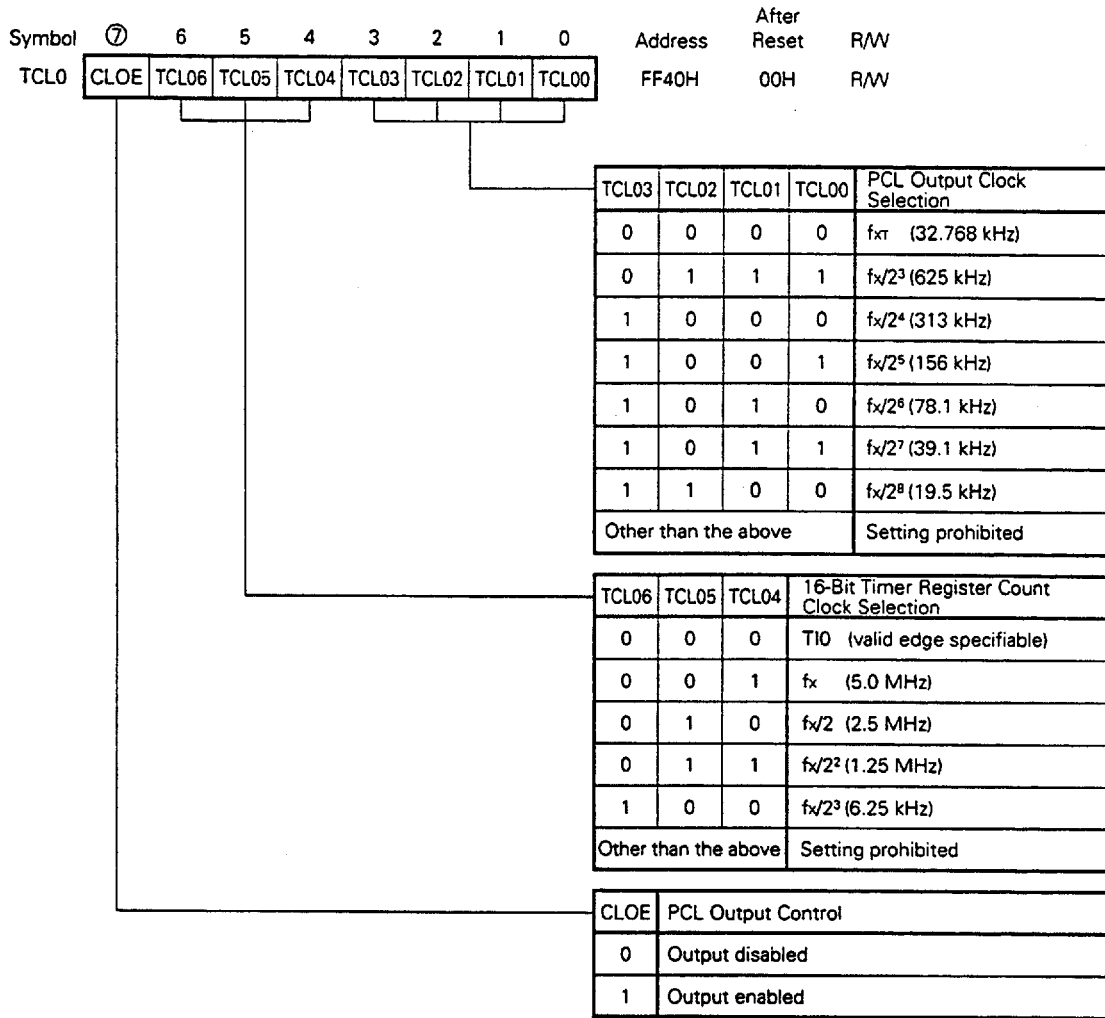 After
Symbol ⑦ 6 5 4 3 2 1 0 Address Reset R/W
TCL0 CLOE TCL06 TCL05 TCL04 TCL03 TCL02 TCL01 TCL00 FF40H 00H R/W
TCL03 TCL02 TCL01 TCL00 PCL Output Clock
Selection
0 0 0 0 fxT (32.768 kHz)
0 1 1 1 fx/2³ (625 kHz)
1 0 0 0 fx/2⁴ (313 kHz)
1 0 0 1 fx/2⁵ (156 kHz)
1 0 1 0 fx/2⁶ (78.1 kHz)
1 0 1 1 fx/2⁷ (39.1 kHz)
1 1 0 0 fx/2⁸ (19.5 kHz)
Other than the above Setting prohibited
TCL06 TCL05 TCL04 16-Bit Timer Register Count
Clock Selection
0 0 0 TI0 (valid edge specifiable)
0 0 1 fx (5.0 MHz)
0 1 0 fx/2 (2.5 MHz)
0 1 1 fx/2² (1.25 MHz)
1 0 0 fx/2³ (6.25 kHz)
Other than the above Setting prohibited
CLOE PCL Output Control
0 Output disabled
1 Output enabled